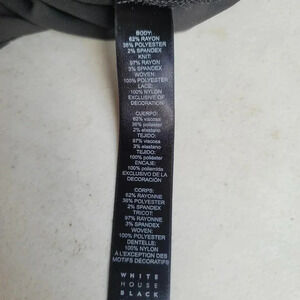 BODY:
62% RAYON
36% POLYESTER
2% SPANDEX
KNIT:
97% RAYON
3% SPANDEX
WOVEN:
100% POLYESTER
LACE:
100% NYLON
EXCLUSIVE OF
DECORATION
CUERPO:
62% viscosa
36% poliéster
2% elastano
TEJIDO:
97% viscosa
3% elastano
TEJIDO:
100% poliéster
ENCAJE:
100% poliamida
EXCLUSIVO DE LA
DECORACIÓN
CORPS:
62% RAYONNE
36% POLYESTER
2% SPANDEX
TRICOT:
97% RAYONNE
3% SPANDEX
WOVEN:
100% POLYESTER
DENTELLE:
100% NYLON
A L'EXCEPTION DES
MOTIFS DÉCORATIFS
WHITE
HOUSE
BLACK